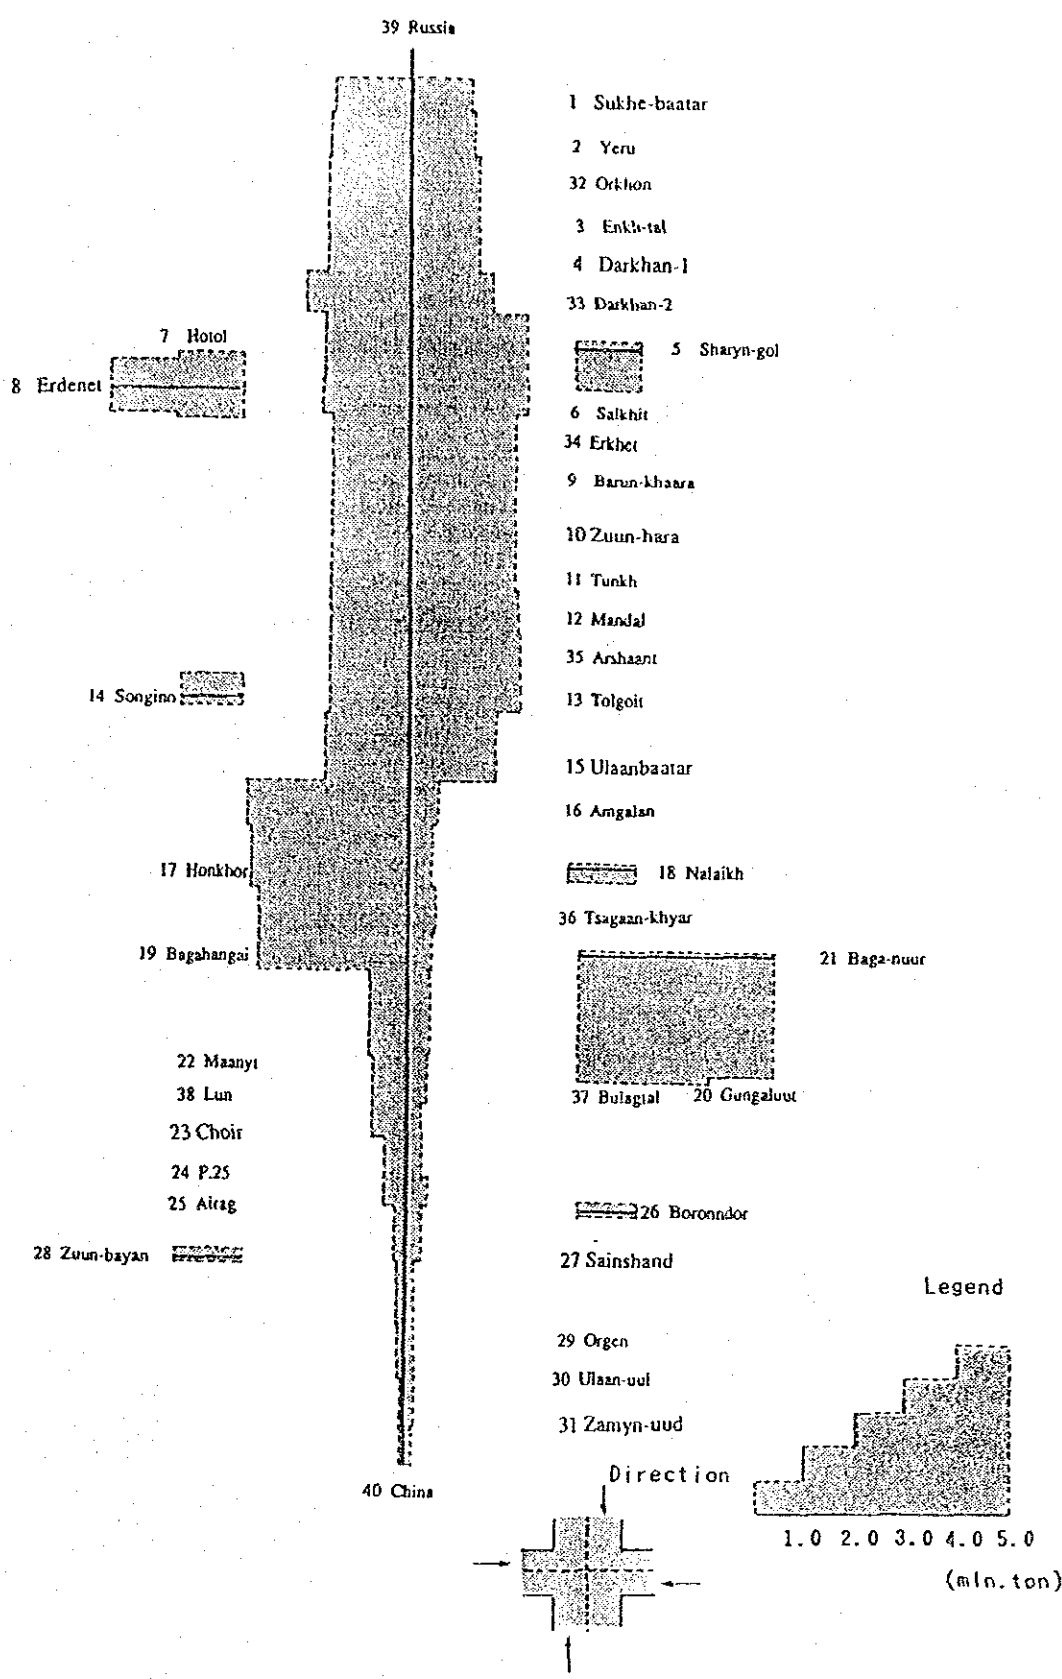 39 Russia
1 Sukhe-baatar
2 Yeru
32 Orkhon
3 Enkh-tal
4 Darkhan-1
33 Darkhan-2
7 Hotol
5 Sharyn-gol
8 Erdenet
6 Salkhit
34 Erkhet
9 Barun-khaara
10 Zuun-hara
11 Tunkh
12 Mandal
35 Arshaant
14 Songino
13 Tolgoit
15 Ulaanbaatar
16 Amgalan
17 Honkhor
18 Nalaikh
36 Tsagaan-khyar
19 Bagahangai
21 Baga-nuur
22 Maanyt
38 Lun
37 Bulagtal 20 Gungaluut
23 Choir
24 P.25
25 Airag
26 Boronndor
28 Zuun-bayan
27 Sainshand
Legend
29 Orgen
30 Ulaan-uul
31 Zamyn-uud
Direction
40 China
1.0 2.0 3.0 4.0 5.0
(mln.ton)